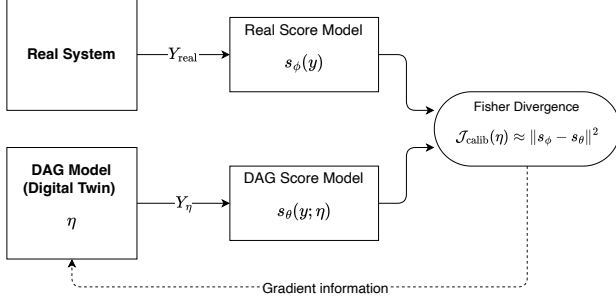 Real System
Y_real
Real Score Model
s_ϕ(y)
Fisher Divergence
𝒥_calib(η) ≈ ‖s_ϕ − s_θ‖²
DAG Model
(Digital Twin)
η
Y_η
DAG Score Model
s_θ(y; η)
Gradient information